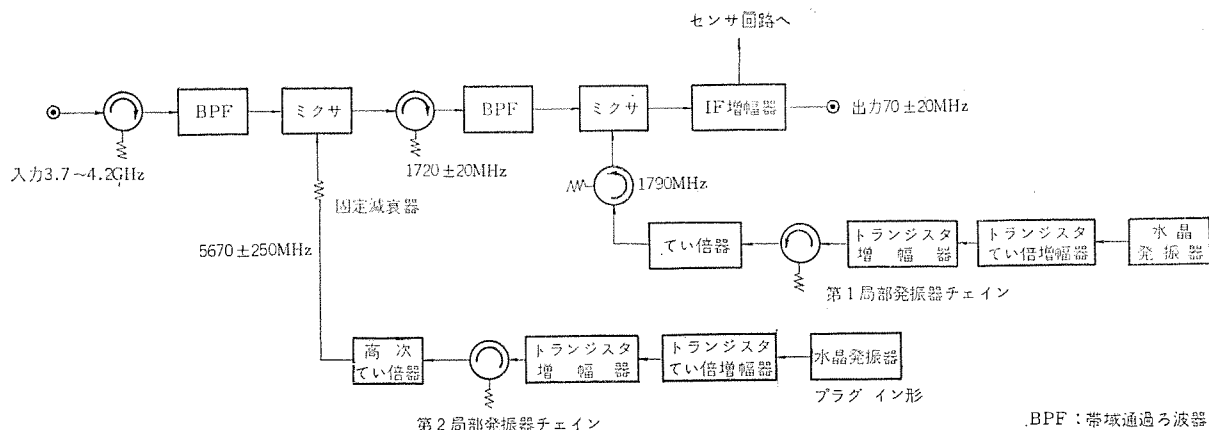 センサ回路へ
BPF
ミクサ
BPF
ミクサ
IF増幅器
出力70±20MHz
入力3.7~4.2GHz
1720±20MHz
1790MHz
固定減衰器
5670±250MHz
てい倍器
トランジスタ
増幅器
トランジスタ
てい倍増幅器
水晶
発振器
第1局部発振器チェイン
高次
てい倍器
トランジスタ
増幅器
トランジスタ
てい倍増幅器
水晶発振器
プラグ イン形
第2局部発振器チェイン
BPF:帯域通過ろ波器